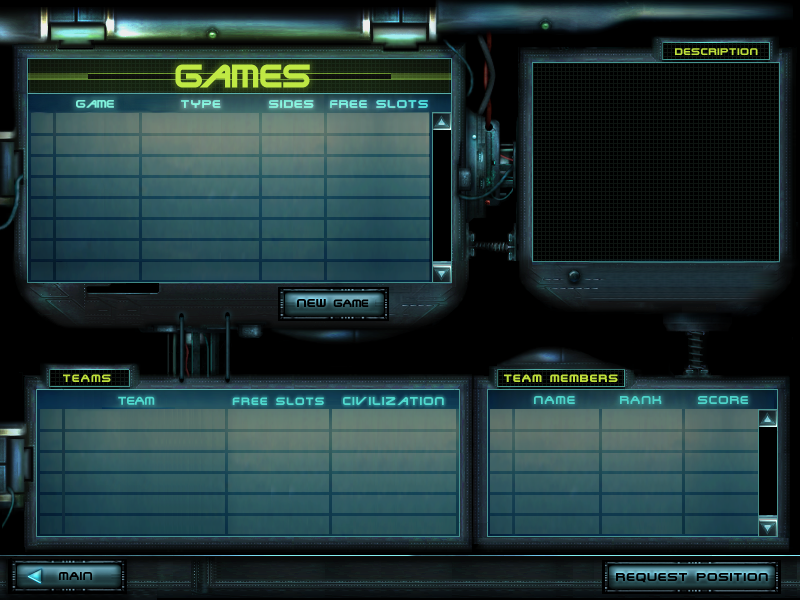 DESCRIPTION
GAMES
GAME TYPE SIDES FREE SLOTS
NEW GAME
TEAMS
TEAM FREE SLOTS CIVILIZATION
TEAM MEMBERS
NAME RANK SCORE
MAIN
REQUEST POSITION